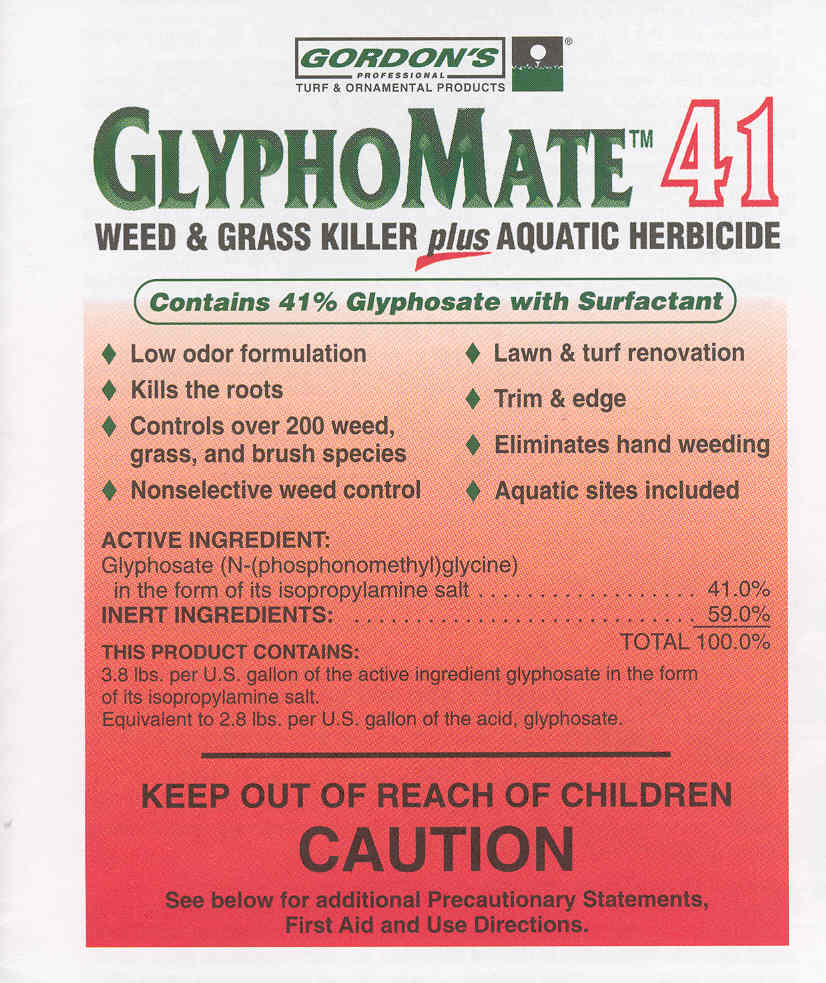 GORDON'S
PROFESSIONAL
TURF & ORNAMENTAL PRODUCTS
®
GLYPHOMATE™ 41
WEED & GRASS KILLER plus AQUATIC HERBICIDE
Contains 41% Glyphosate with Surfactant
♦ Low odor formulation
♦ Kills the roots
♦ Controls over 200 weed,
grass, and brush species
♦ Nonselective weed control
♦ Lawn & turf renovation
♦ Trim & edge
♦ Eliminates hand weeding
♦ Aquatic sites included
ACTIVE INGREDIENT:
Glyphosate (N-(phosphonomethyl)glycine)
in the form of its isopropylamine salt . . . . . . . . . . . . . . . . . . 41.0%
INERT INGREDIENTS: . . . . . . . . . . . . . . . . . . . . . . . . . . . . 59.0%
TOTAL 100.0%
THIS PRODUCT CONTAINS:
3.8 lbs. per U.S. gallon of the active ingredient glyphosate in the form
of its isopropylamine salt.
Equivalent to 2.8 lbs. per U.S. gallon of the acid, glyphosate.
KEEP OUT OF REACH OF CHILDREN
CAUTION
See below for additional Precautionary Statements,
First Aid and Use Directions.